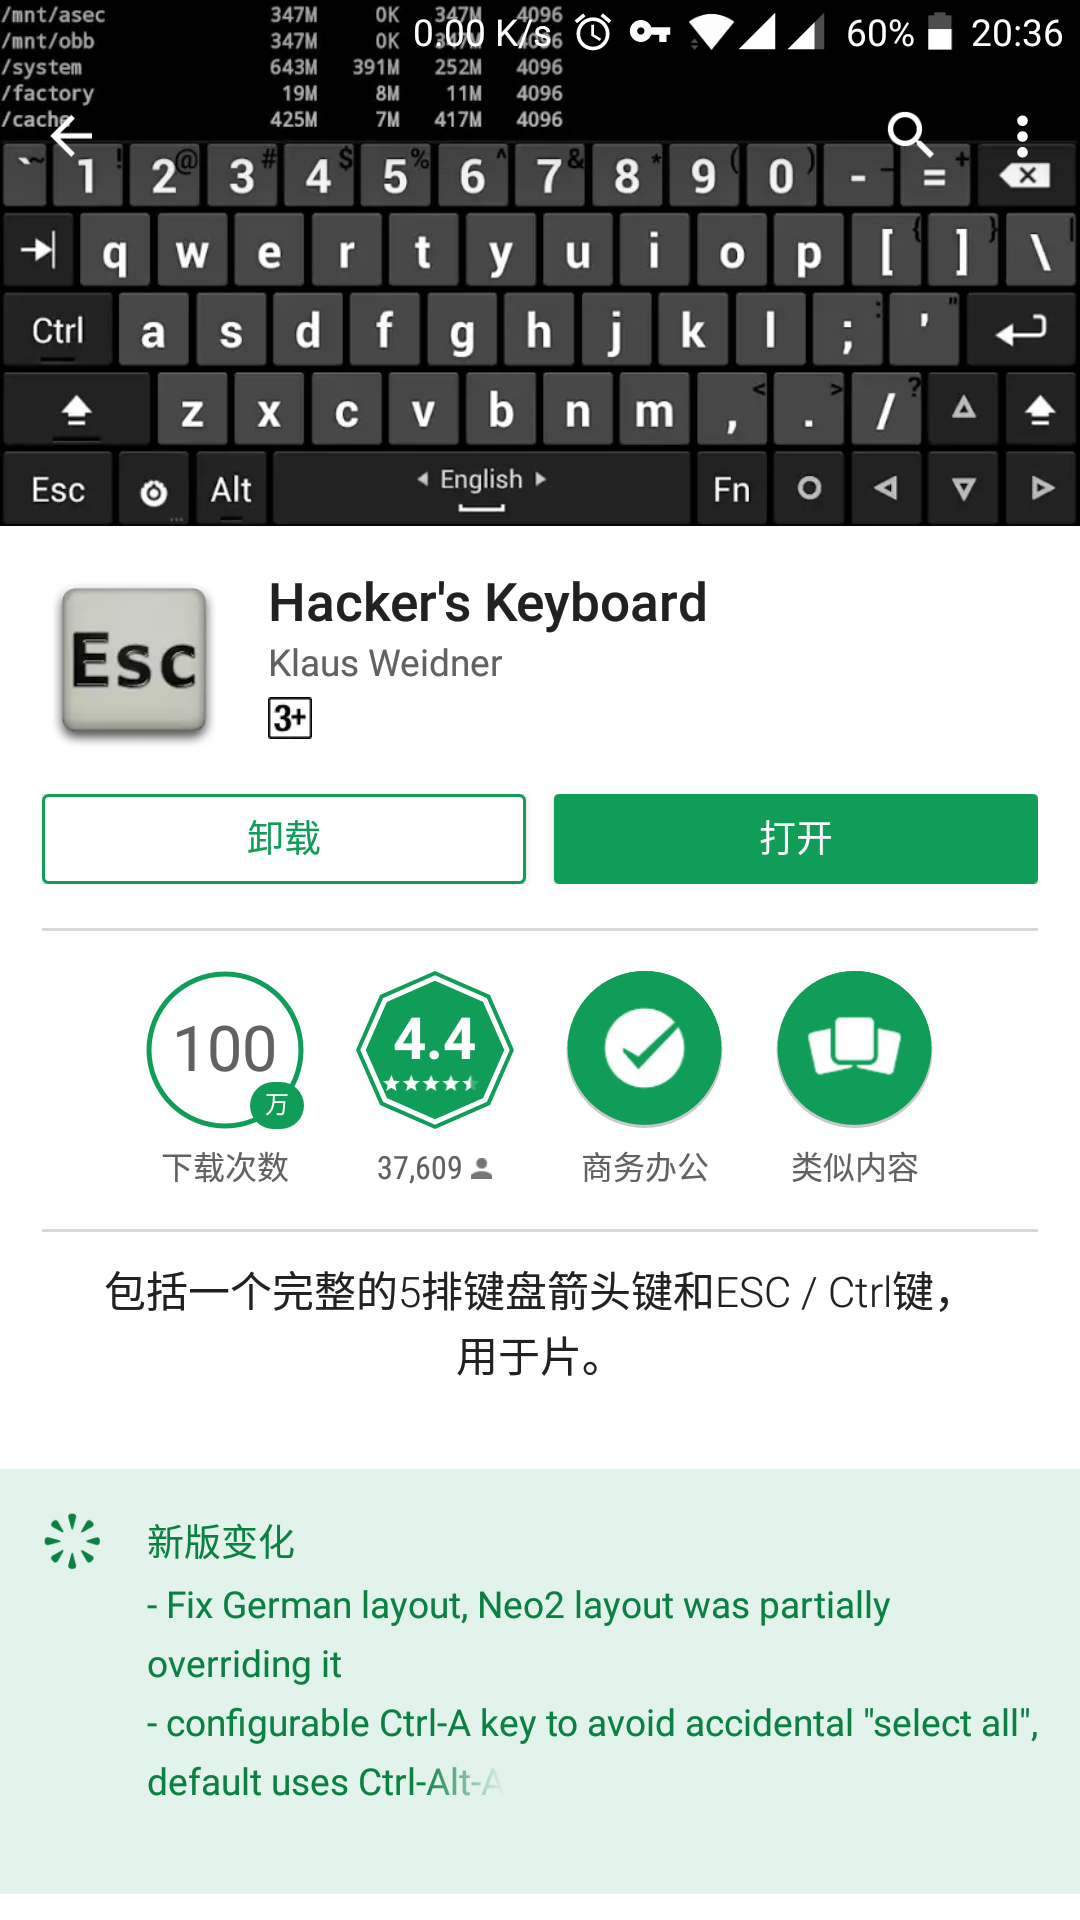 /mnt/asec 347M 0K 347M 4096
/mnt/obb 347M 0K 347M 4096
0.00 K/s 60% 20:36
/system 643M 391M 252M 4096
/factory 19M 8M 11M 4096
/cache 425M 7M 417M 4096
` ~ 1 ! 2 @ 3 # 4 $ 5 % 6 ^ 7 & 8 * 9 ( 0 ) - _ = +
q w e r t y u i o p [ { ] } \ |
Ctrl a s d f g h j k l ; : ' "
z x c v b n m , < . > / ?
Esc ... Alt English Fn
Esc
Hacker's Keyboard
Klaus Weidner
3+
卸载 打开
100 万 4.4
下载次数 37,609 商务办公 类似内容
包括一个完整的5排键盘箭头键和ESC / Ctrl键，
用于片。
新版变化
- Fix German layout, Neo2 layout was partially
overriding it
- configurable Ctrl-A key to avoid accidental "select all",
default uses Ctrl-Alt-A